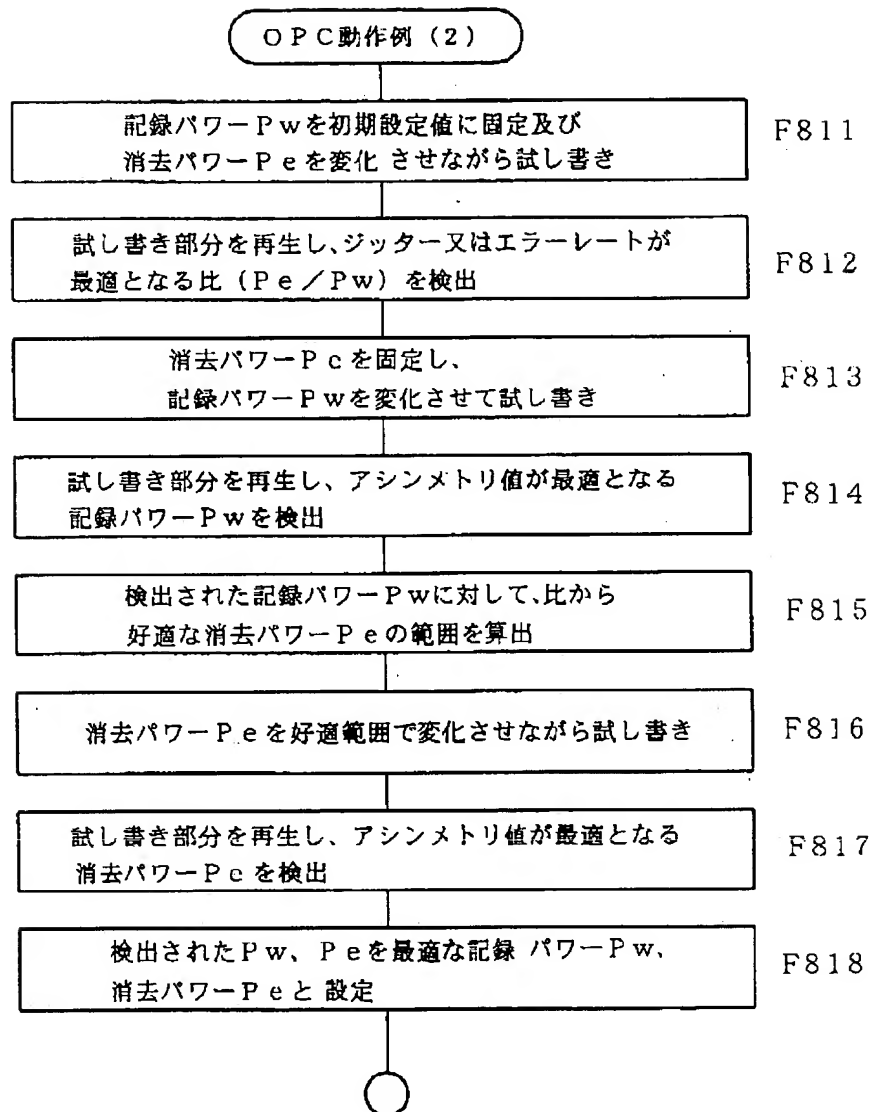 OPC動作例(2)
記録パワーPwを初期設定値に固定及び
消去パワーPeを変化 させながら試し書き
F811
試し書き部分を再生し、ジッター又はエラーレートが
最適となる比(Pe/Pw)を検出
F812
消去パワーPcを固定し、
記録パワーPwを変化させて試し書き
F813
試し書き部分を再生し、アシンメトリ値が最適となる
記録パワーPwを検出
F814
検出された記録パワーPwに対して、比から
好適な消去パワーPeの範囲を算出
F815
消去パワーPeを好適範囲で変化させながら試し書き
F816
試し書き部分を再生し、アシンメトリ値が最適となる
消去パワーPcを検出
F817
検出されたPw、Peを最適な記録 パワーPw、
消去パワーPeと 設定
F818